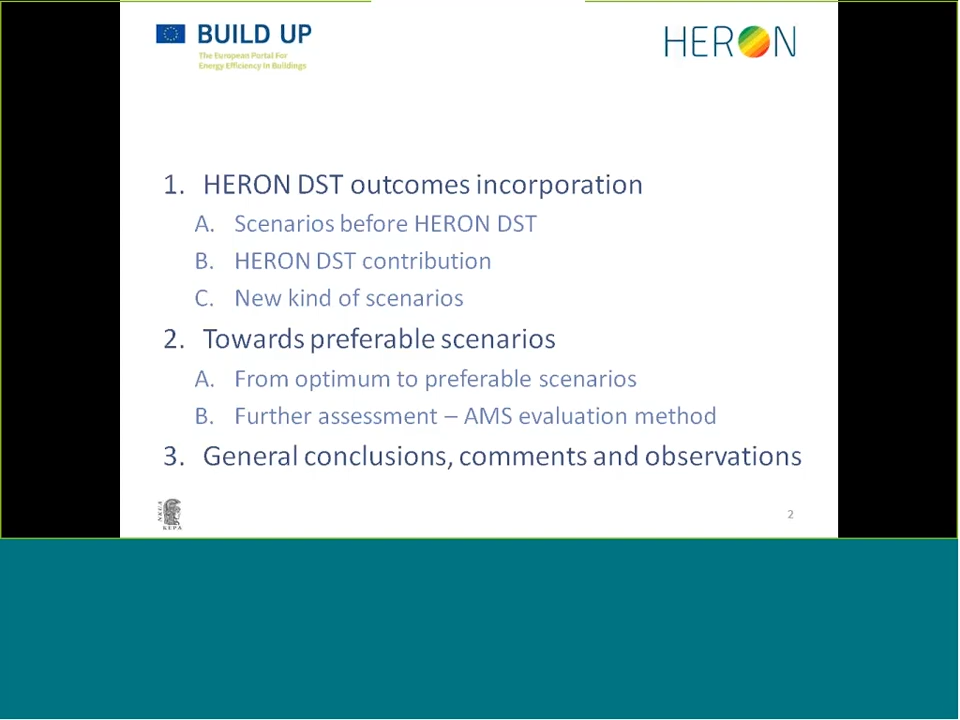 BUILD UP
The European Portal For
Energy Efficiency In Buildings
HERON
1. HERON DST outcomes incorporation
A. Scenarios before HERON DST
B. HERON DST contribution
C. New kind of scenarios
2. Towards preferable scenarios
A. From optimum to preferable scenarios
B. Further assessment – AMS evaluation method
3. General conclusions, comments and observations
2